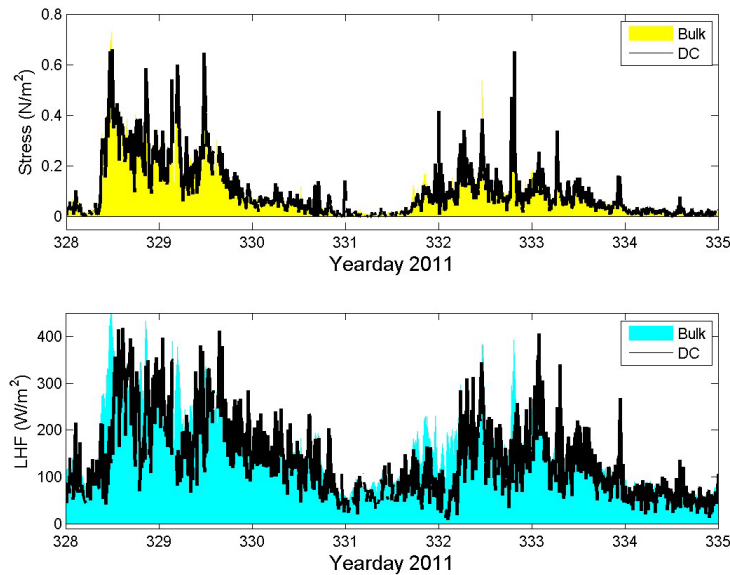 0.8
0.6
0.4
0.2
0
Stress (N/m²)
Bulk
DC
328 329 330 331 332 333 334 335
Yearday 2011
400
300
200
100
0
LHF (W/m²)
Bulk
DC
328 329 330 331 332 333 334 335
Yearday 2011